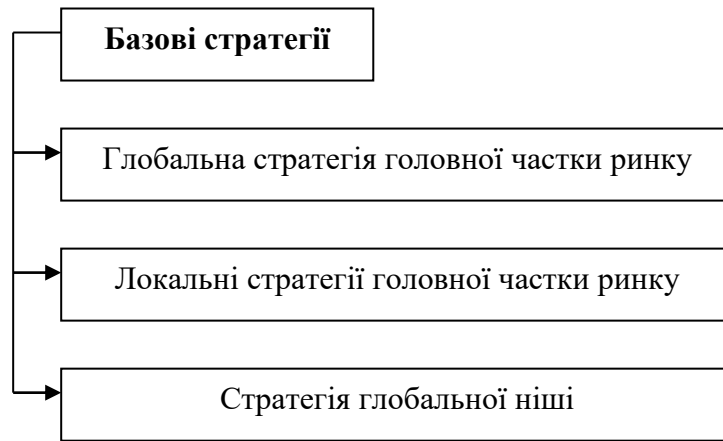 Базові стратегії
Глобальна стратегія головної частки ринку
Локальні стратегії головної частки ринку
Стратегія глобальної ніші